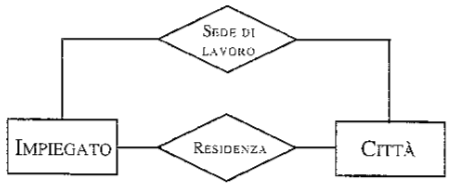 SEDE DI
LAVORO
IMPIEGATO
RESIDENZA
CITTÀ